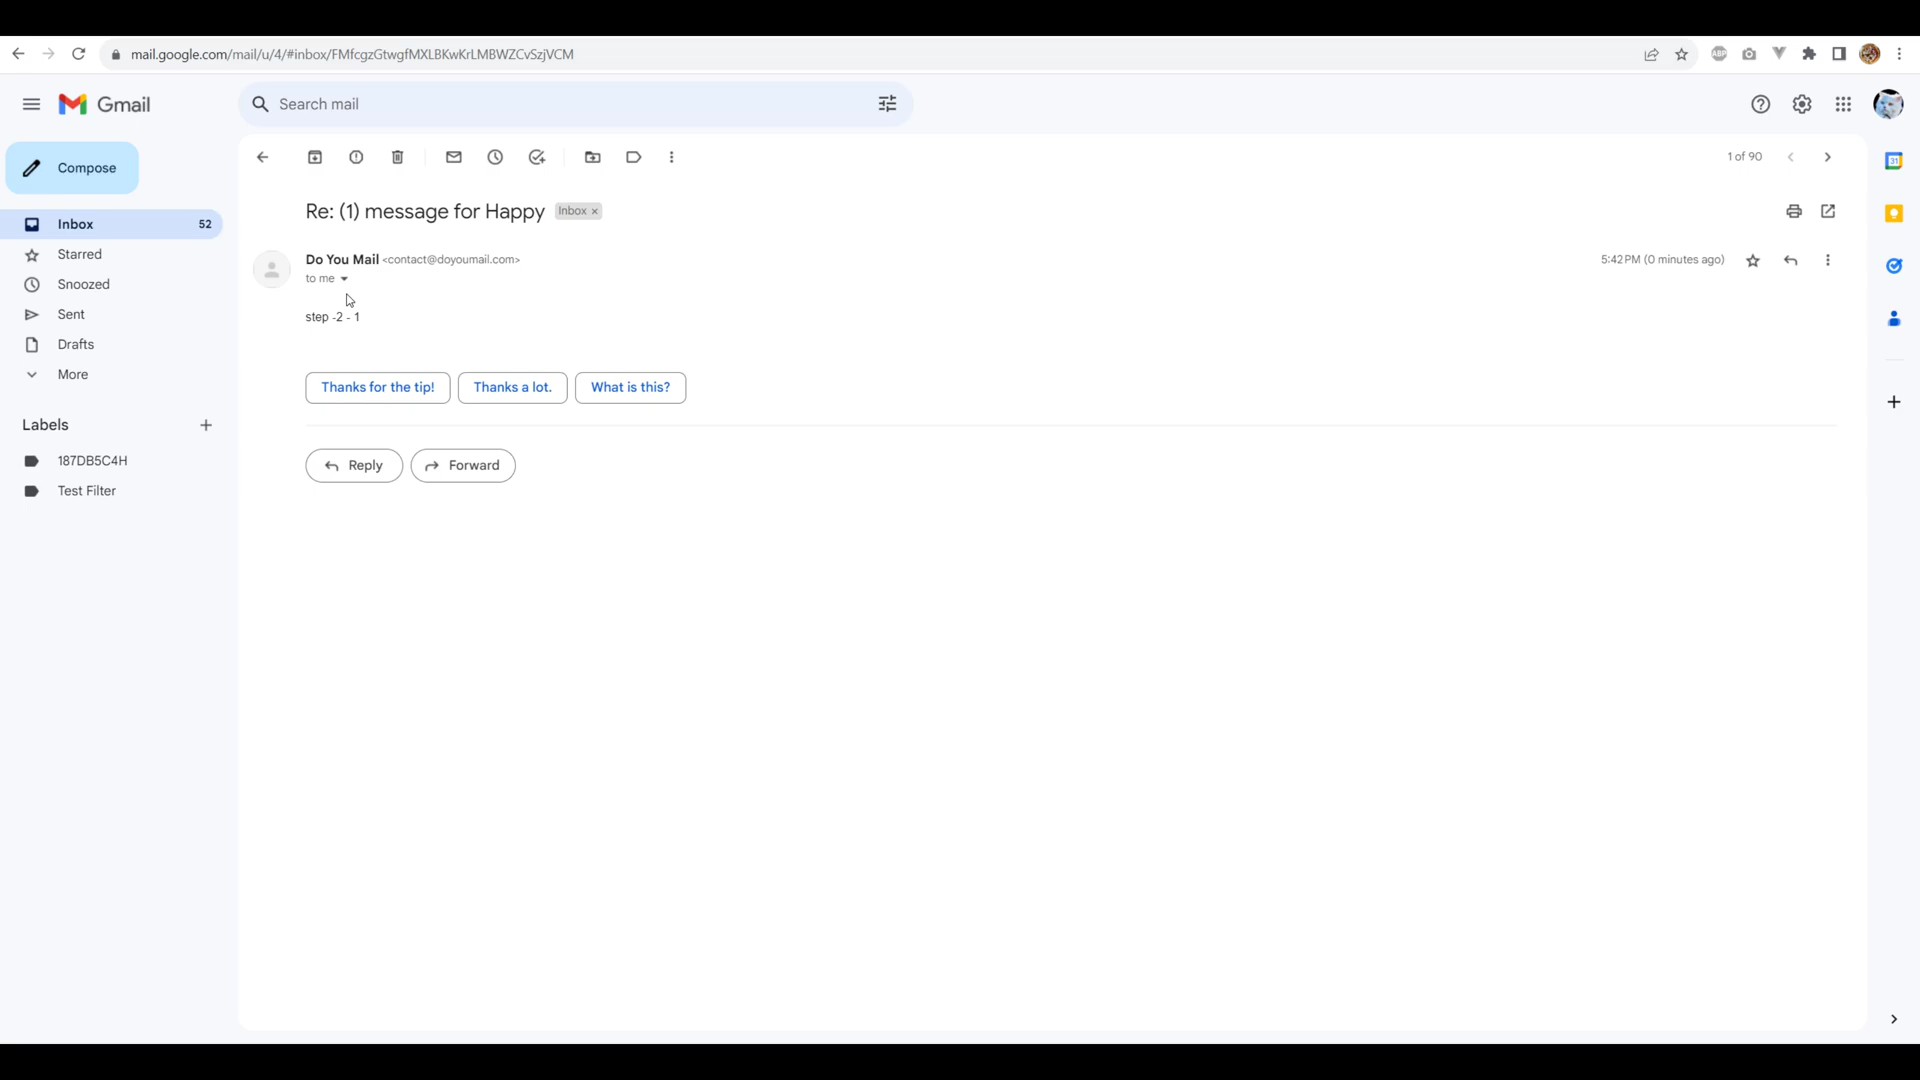 mail.google.com/mail/u/4/#inbox/FMfcgzGtwgfMXLBKwKrLMBWZCvSzjVCM
ABP
Gmail
Search mail
Compose
1 of 90
31
Re: (1) message for Happy
Inbox ×
Inbox 52
Starred
Do You Mail <contact@doyoumail.com>
5:42 PM (0 minutes ago)
to me
Snoozed
Sent
step -2 - 1
Drafts
More
Thanks for the tip!
Thanks a lot.
What is this?
Labels
187DB5C4H
Reply
Forward
Test Filter